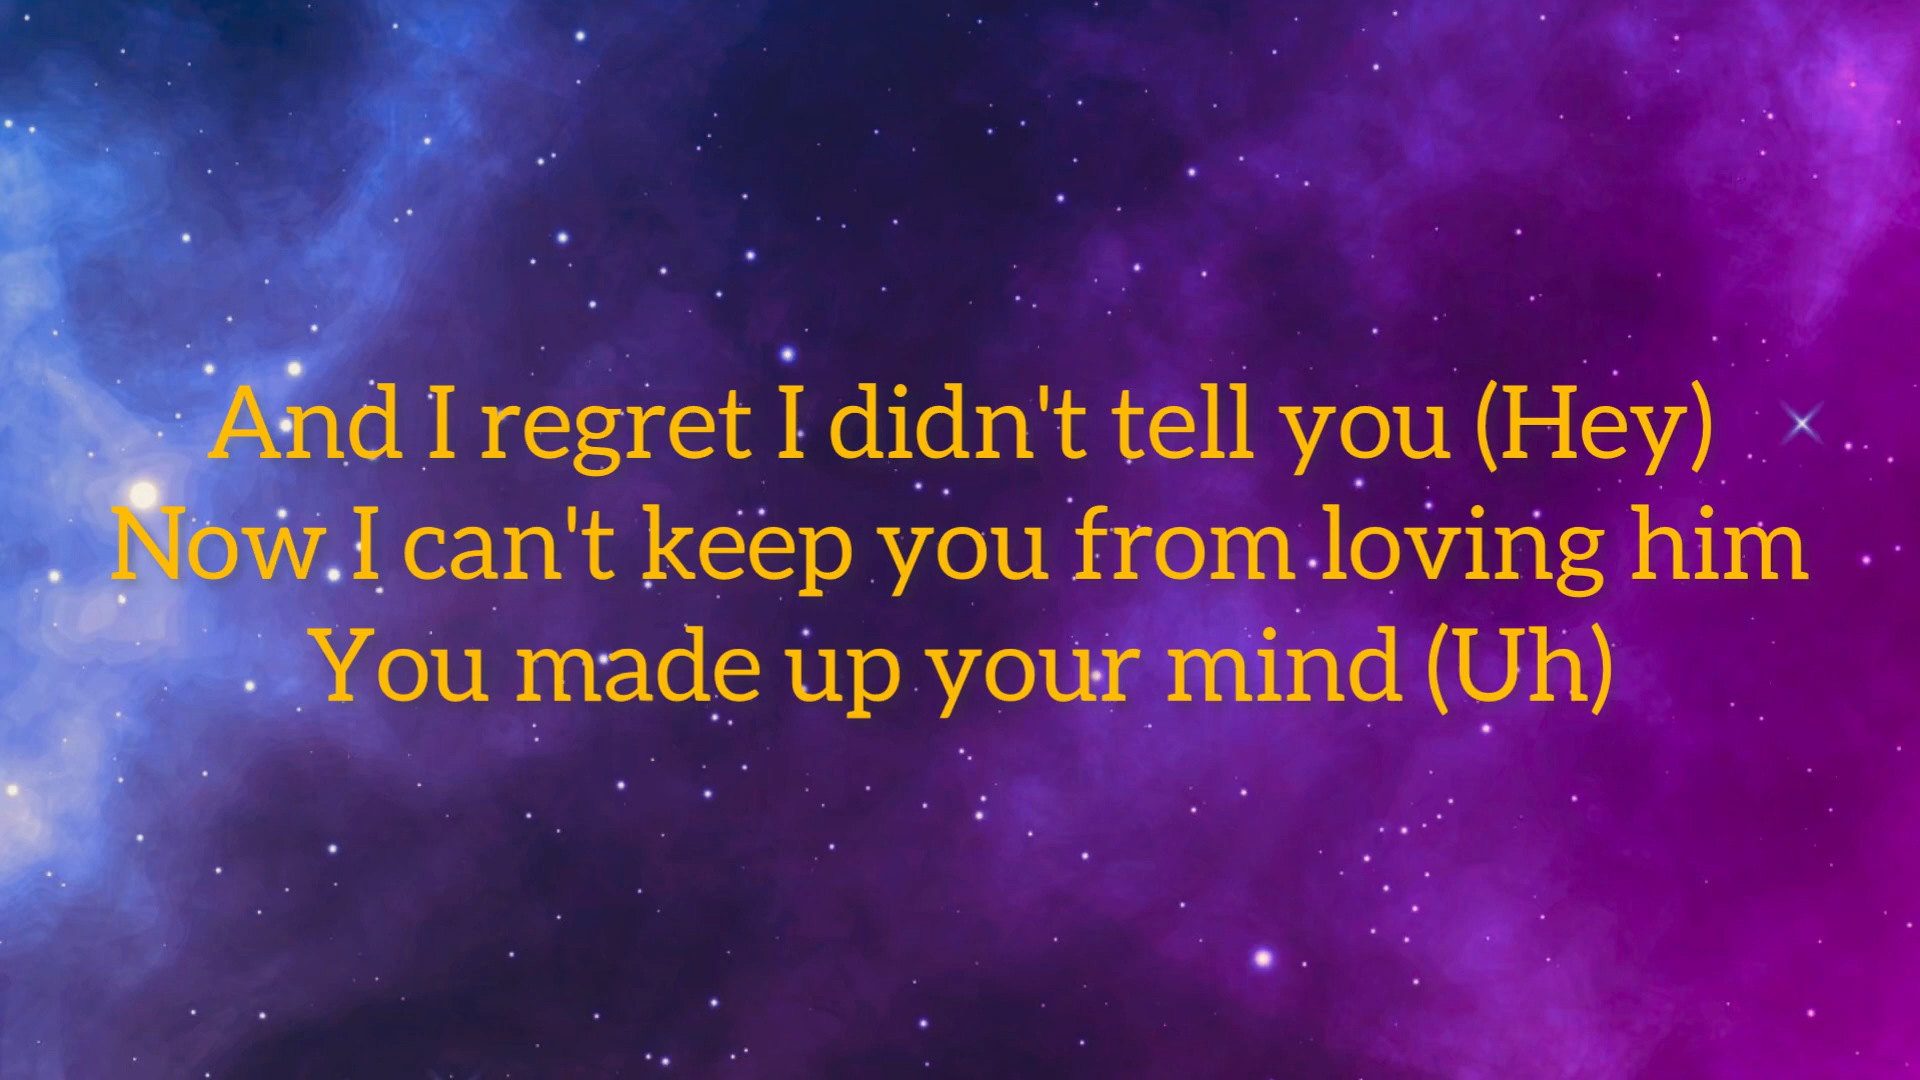 And I regret I didn't tell you (Hey)
Now I can't keep you from loving him
You made up your mind (Uh)